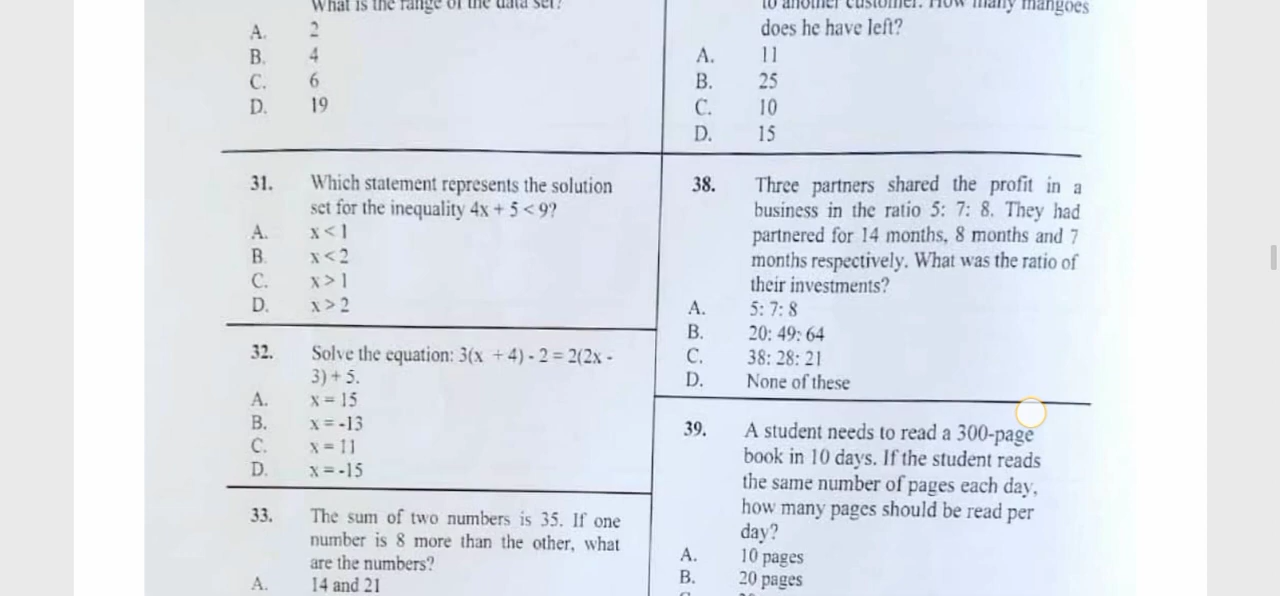 What is the range of the data set?
A. 2
B. 4
C. 6
D. 19
31. Which statement represents the solution
set for the inequality 4x + 5 < 9?
A. x < 1
B. x < 2
C. x > 1
D. x > 2
32. Solve the equation: 3(x + 4) - 2 = 2(2x -
3) + 5.
A. x = 15
B. x = -13
C. x = 11
D. x = -15
33. The sum of two numbers is 35. If one
number is 8 more than the other, what
are the numbers?
A. 14 and 21
to another customer. How many mangoes
does he have left?
A. 11
B. 25
C. 10
D. 15
38. Three partners shared the profit in a
business in the ratio 5: 7: 8. They had
partnered for 14 months, 8 months and 7
months respectively. What was the ratio of
their investments?
A. 5: 7: 8
B. 20: 49: 64
C. 38: 28: 21
D. None of these
39. A student needs to read a 300-page
book in 10 days. If the student reads
the same number of pages each day,
how many pages should be read per
day?
A. 10 pages
B. 20 pages